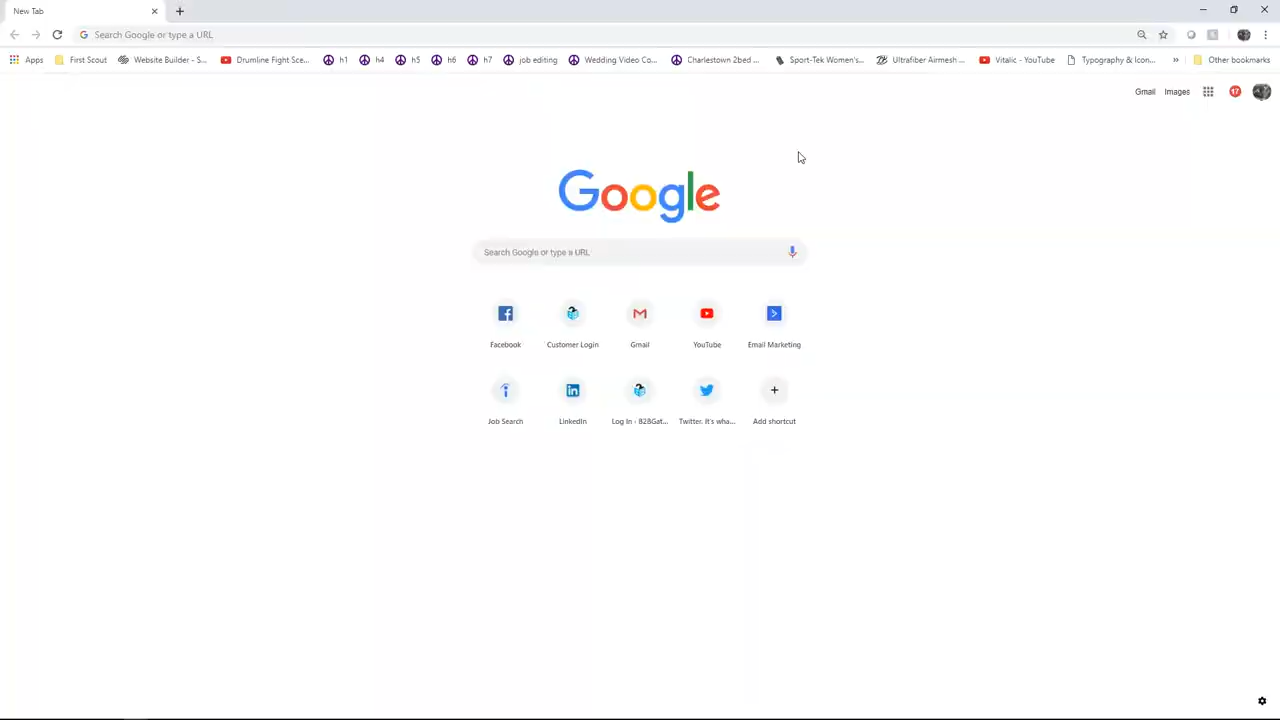 New Tab
Search Google or type a URL
Apps First Scout Website Builder - S... Drumline Fight Sce... h1 h4 h5 h6 h7 job editing Wedding Video Co... Charlestown 2bed ... Sport-Tek Women's... Ultrafiber Airmesh ... Vitalic - YouTube Typography & Icon... » Other bookmarks
Gmail Images 17
Google
Search Google or type a URL
Facebook Customer Login Gmail YouTube Email Marketing
Job Search LinkedIn Log In - B2BGat... Twitter. It's wha... Add shortcut